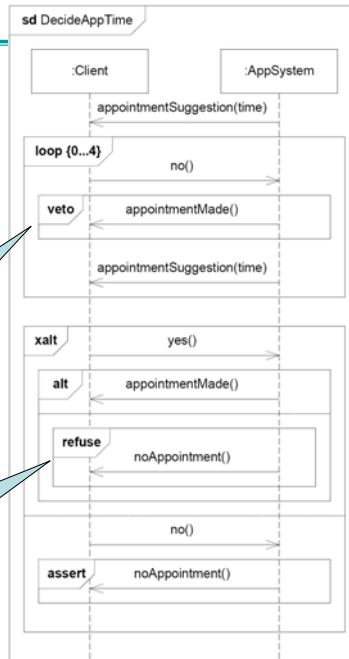 sd DecideAppTime
:Client :AppSystem
appointmentSuggestion(time)
loop {0...4}
no()
veto appointmentMade()
appointmentSuggestion(time)
xalt yes()
alt appointmentMade()
refuse
noAppointment()
no()
assert noAppointment()